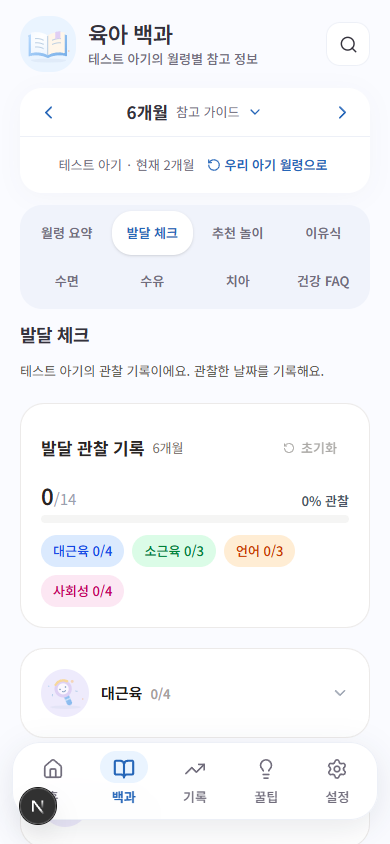 육아 백과
테스트 아기의 월령별 참고 정보
6개월 참고 가이드
테스트 아기 · 현재 2개월 우리 아기 월령으로
월령 요약 발달 체크 추천 놀이 이유식
수면 수유 치아 건강 FAQ
발달 체크
테스트 아기의 관찰 기록이에요. 관찰한 날짜를 기록해요.
발달 관찰 기록 6개월 초기화
0/14 0% 관찰
대근육 0/4 소근육 0/3 언어 0/3
사회성 0/4
대근육 0/4
백과 기록 꿀팁 설정
N